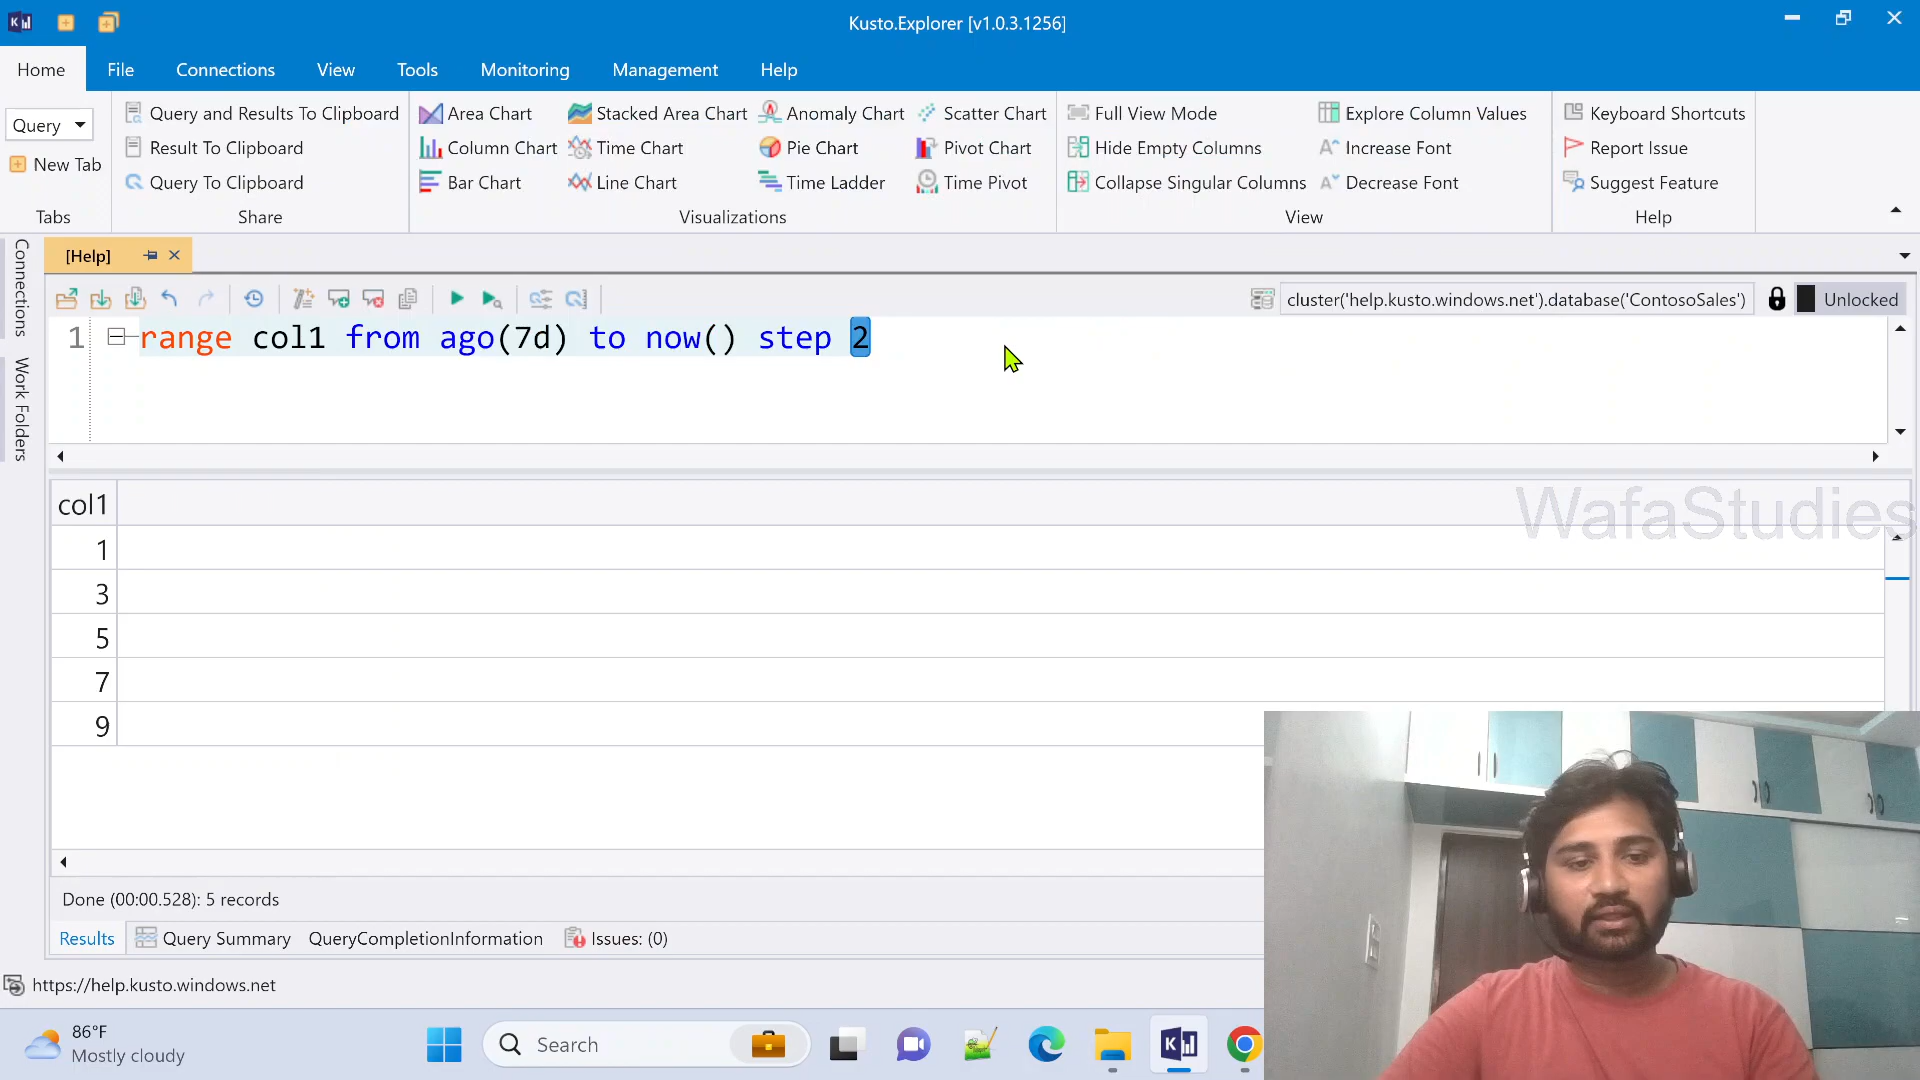 Kusto.Explorer [v1.0.3.1256]
Home File Connections View Tools Monitoring Management Help
Query
New Tab
Tabs
Query and Results To Clipboard
Result To Clipboard
Query To Clipboard
Share
Area Chart Stacked Area Chart Anomaly Chart Scatter Chart
Column Chart Time Chart Pie Chart Pivot Chart
Bar Chart Line Chart Time Ladder Time Pivot
Visualizations
Full View Mode Explore Column Values
Hide Empty Columns Increase Font
Collapse Singular Columns Decrease Font
View
Keyboard Shortcuts
Report Issue
Suggest Feature
Help
Connections
Work Folders
[Help]
cluster('help.kusto.windows.net').database('ContosoSales') Unlocked
1 range col1 from ago(7d) to now() step 2
WafaStudies
col1
1
3
5
7
9
Done (00:00.528): 5 records
Results Query Summary QueryCompletionInformation Issues: (0)
https://help.kusto.windows.net
86°F
Mostly cloudy
Search